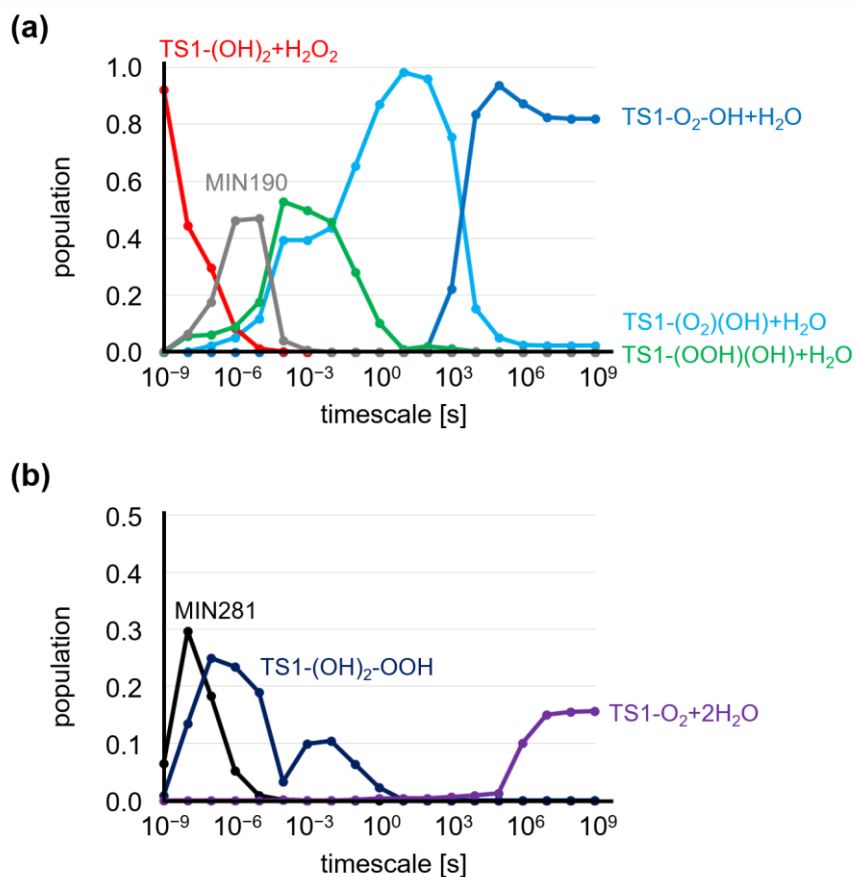 (a)
TS1-(OH)₂+H₂O₂
1.0
0.8
0.6
0.4
0.2
0.0
population
MIN190
TS1-O₂-OH+H₂O
TS1-(O₂)(OH)+H₂O
TS1-(OOH)(OH)+H₂O
10⁻⁹ 10⁻⁶ 10⁻³ 10⁰ 10³ 10⁶ 10⁹
timescale [s]
(b)
0.5
0.4
0.3
0.2
0.1
0.0
population
MIN281
TS1-(OH)₂-OOH
TS1-O₂+2H₂O
10⁻⁹ 10⁻⁶ 10⁻³ 10⁰ 10³ 10⁶ 10⁹
timescale [s]